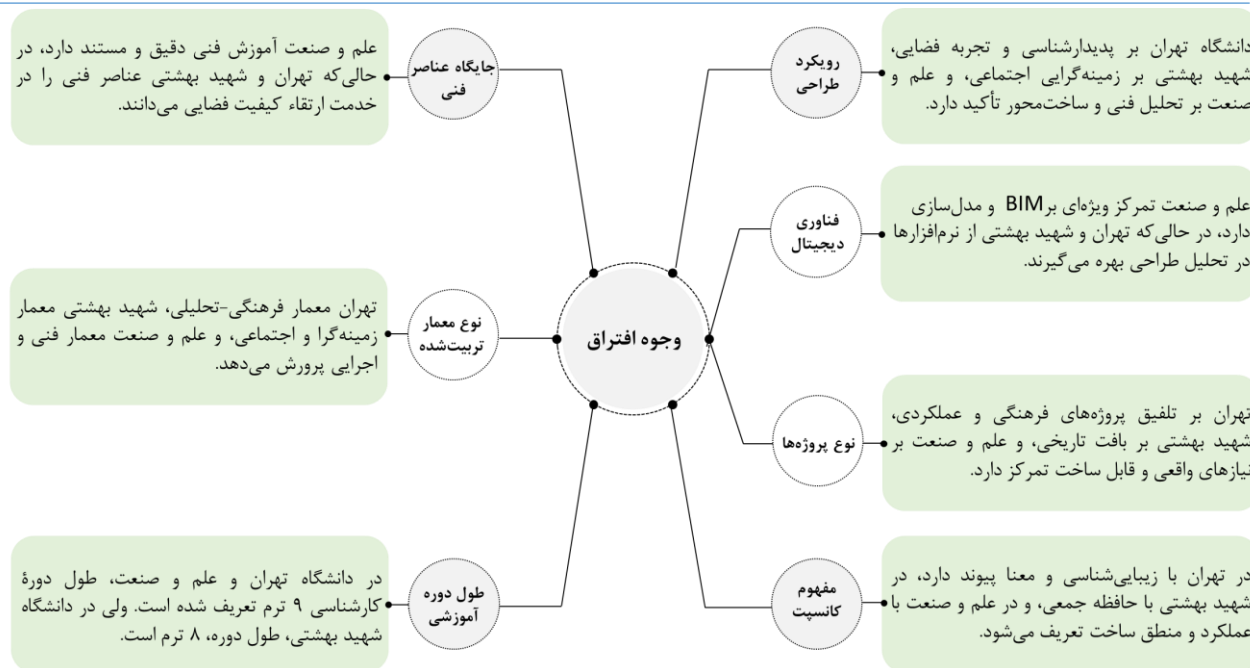 دانشگاه تهران بر پدیدارشناسی و تجربه فضایی،
شهید بهشتی بر زمینه‌گرایی اجتماعی، و علم و
صنعت بر تحلیل فنی و ساخت‌محور تأکید دارد.
رویکرد
طراحی
جایگاه عناصر
فنی
علم و صنعت آموزش فنی دقیق و مستند دارد، در
حالی‌که تهران و شهید بهشتی عناصر فنی را در
خدمت ارتقاء کیفیت فضایی می‌دانند.
علم و صنعت تمرکز ویژه‌ای بر BIM و مدل‌سازی
دارد، در حالی‌که تهران و شهید بهشتی از نرم‌افزارها
در تحلیل طراحی بهره می‌گیرند.
فناوری
دیجیتال
وجوه افتراق
نوع معمار
تربیت‌شده
تهران معمار فرهنگی-تحلیلی، شهید بهشتی معمار
زمینه‌گرا و اجتماعی، و علم و صنعت معمار فنی و
اجرایی پرورش می‌دهد.
تهران بر تلفیق پروژه‌های فرهنگی و عملکردی،
شهید بهشتی بر بافت تاریخی، و علم و صنعت بر
نیازهای واقعی و قابل ساخت تمرکز دارد.
نوع پروژه‌ها
در تهران با زیبایی‌شناسی و معنا پیوند دارد، در
شهید بهشتی با حافظه جمعی، و در علم و صنعت با
عملکرد و منطق ساخت تعریف می‌شود.
مفهوم
کانسپت
طول دوره
آموزشی
در دانشگاه تهران و علم و صنعت، طول دورۀ
کارشناسی ۹ ترم تعریف شده است. ولی در دانشگاه
شهید بهشتی، طول دوره، ۸ ترم است.